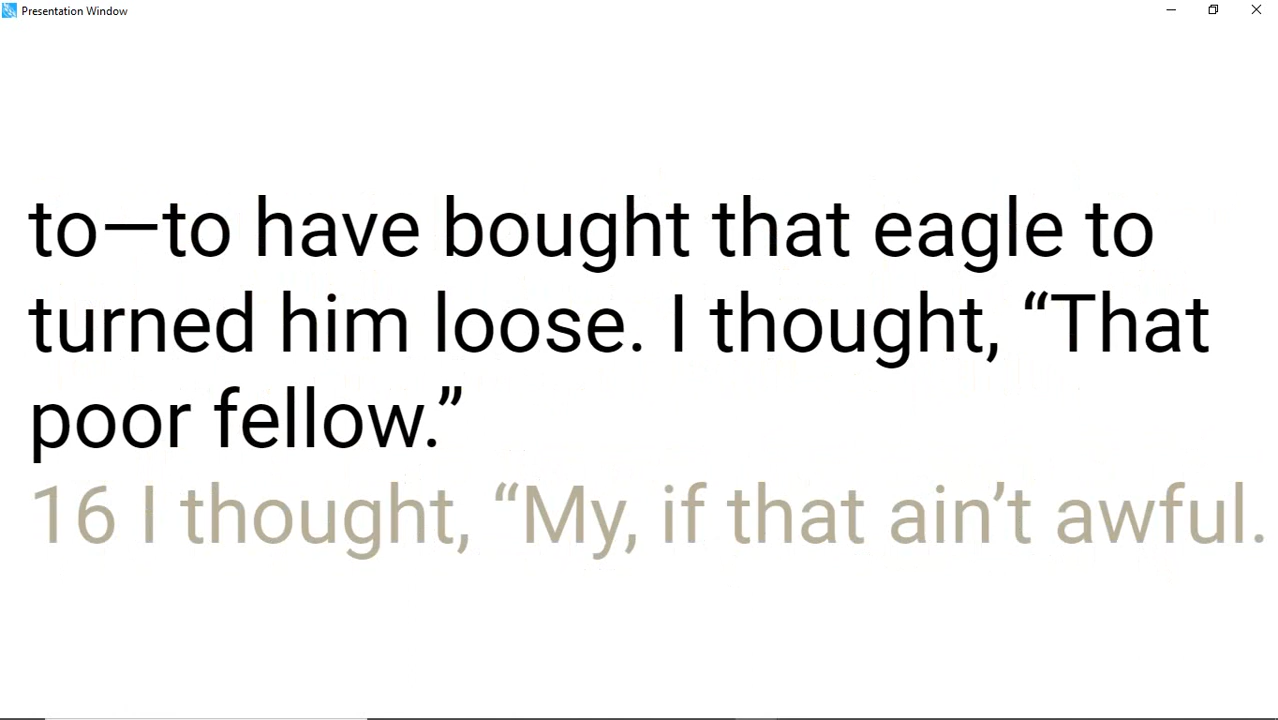 Presentation Window
to—to have bought that eagle to
turned him loose. I thought, “That
poor fellow.”
16 I thought, “My, if that ain’t awful.